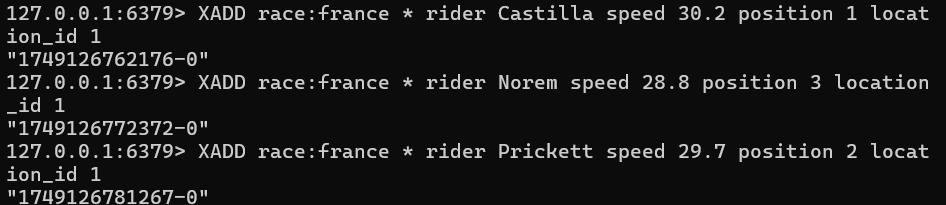 127.0.0.1:6379> XADD race:france * rider Castilla speed 30.2 position 1 locat
ion_id 1
"1749126762176-0"
127.0.0.1:6379> XADD race:france * rider Norem speed 28.8 position 3 location
_id 1
"1749126772372-0"
127.0.0.1:6379> XADD race:france * rider Prickett speed 29.7 position 2 locat
ion_id 1
"1749126781267-0"